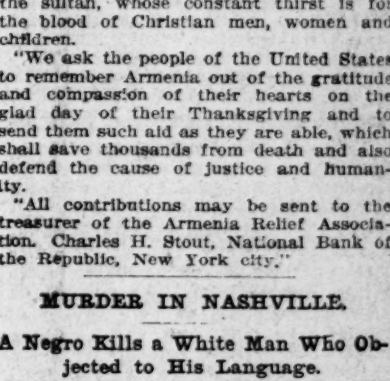 the sultan, whose constant thirst is for
the blood of Christian men, women and
children.
"We ask the people of the United States
to remember Armenia out of the gratitude
and compassion of their hearts on the
glad day of their Thanksgiving and to
send them such aid as they are able, which
shall save thousands from death and also
defend the cause of justice and human-
ity.
"All contributions may be sent to the
treasurer of the Armenia Relief Associa-
tion. Charles H. Stout, National Bank of
the Republic, New York city."
MURDER IN NASHVILLE.
A Negro Kills a White Man Who Ob-
jected to His Language.